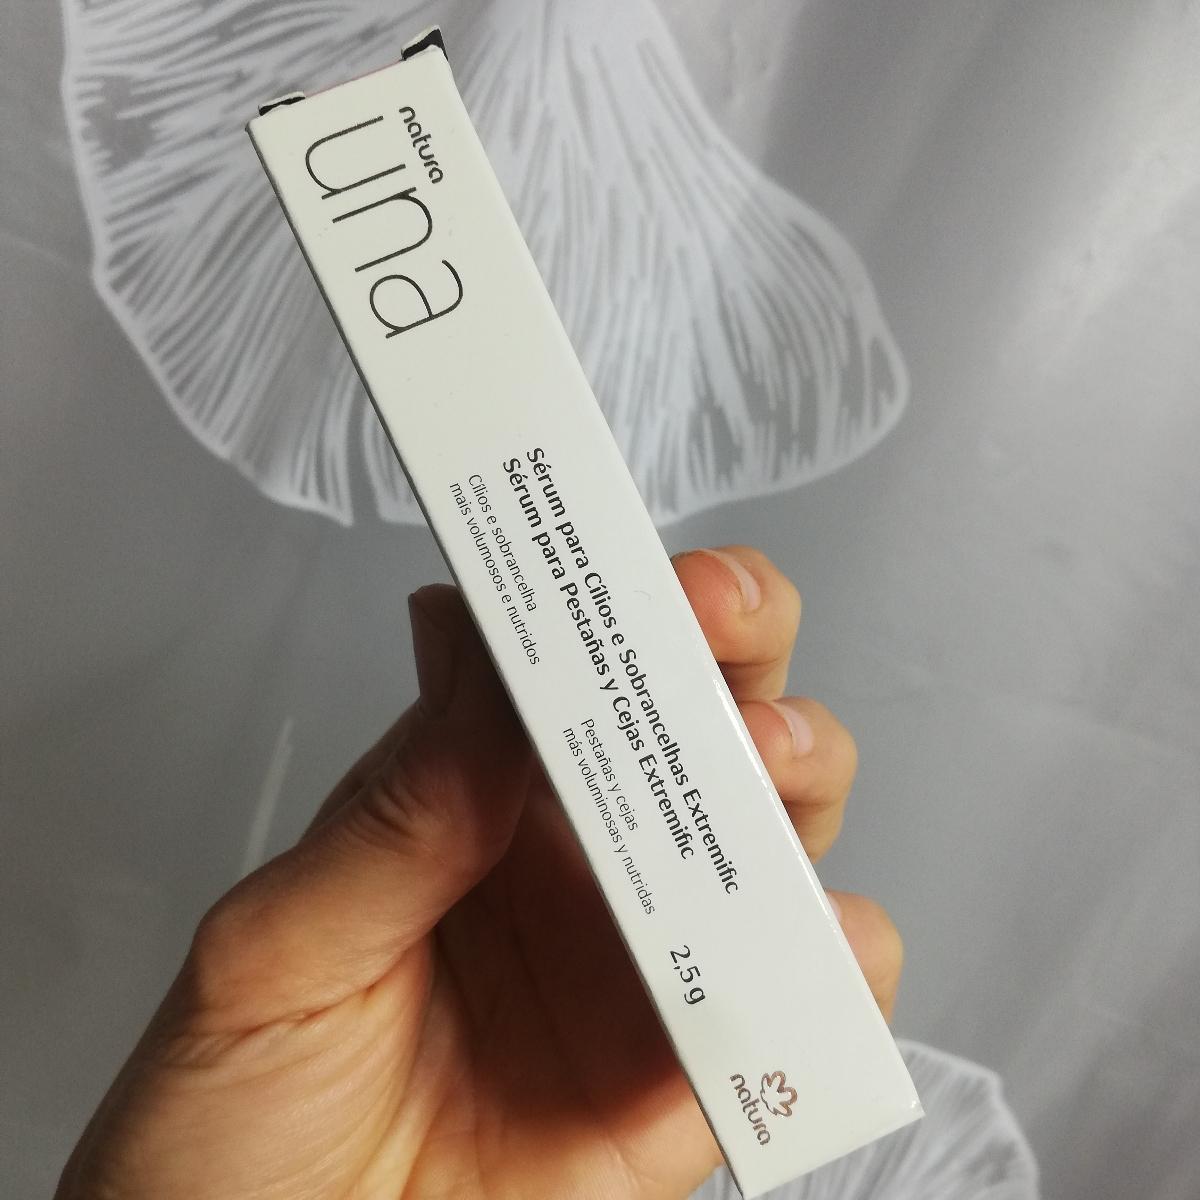 natura
una
Sérum para Cílios e Sobrancelhas Extremific
Sérum para Pestañas y Cejas Extremific
Cílios e sobrancelha
mais volumosos e nutridos
Pestañas y cejas
más voluminosas y nutridas
2,5 g
natura